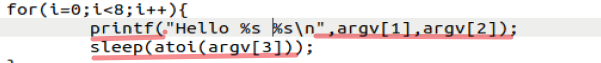 for(i=0;i<8;i++){
printf("Hello %s %s\n",argv[1],argv[2]);
sleep(atoi(argv[3]));